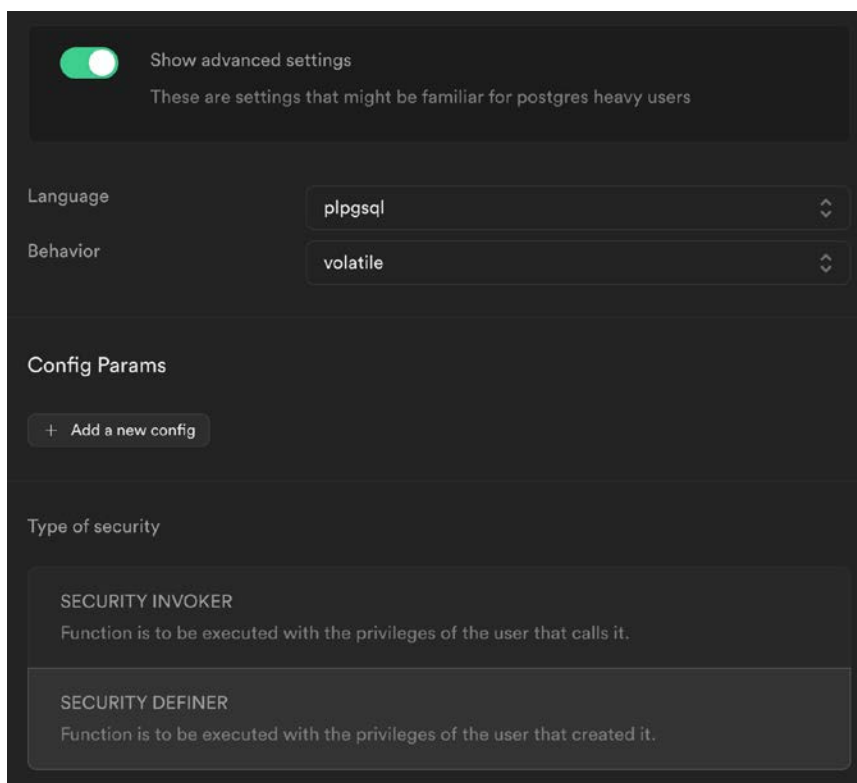 Show advanced settings
These are settings that might be familiar for postgres heavy users
Language
plpgsql
Behavior
volatile
Config Params
+ Add a new config
Type of security
SECURITY INVOKER
Function is to be executed with the privileges of the user that calls it.
SECURITY DEFINER
Function is to be executed with the privileges of the user that created it.